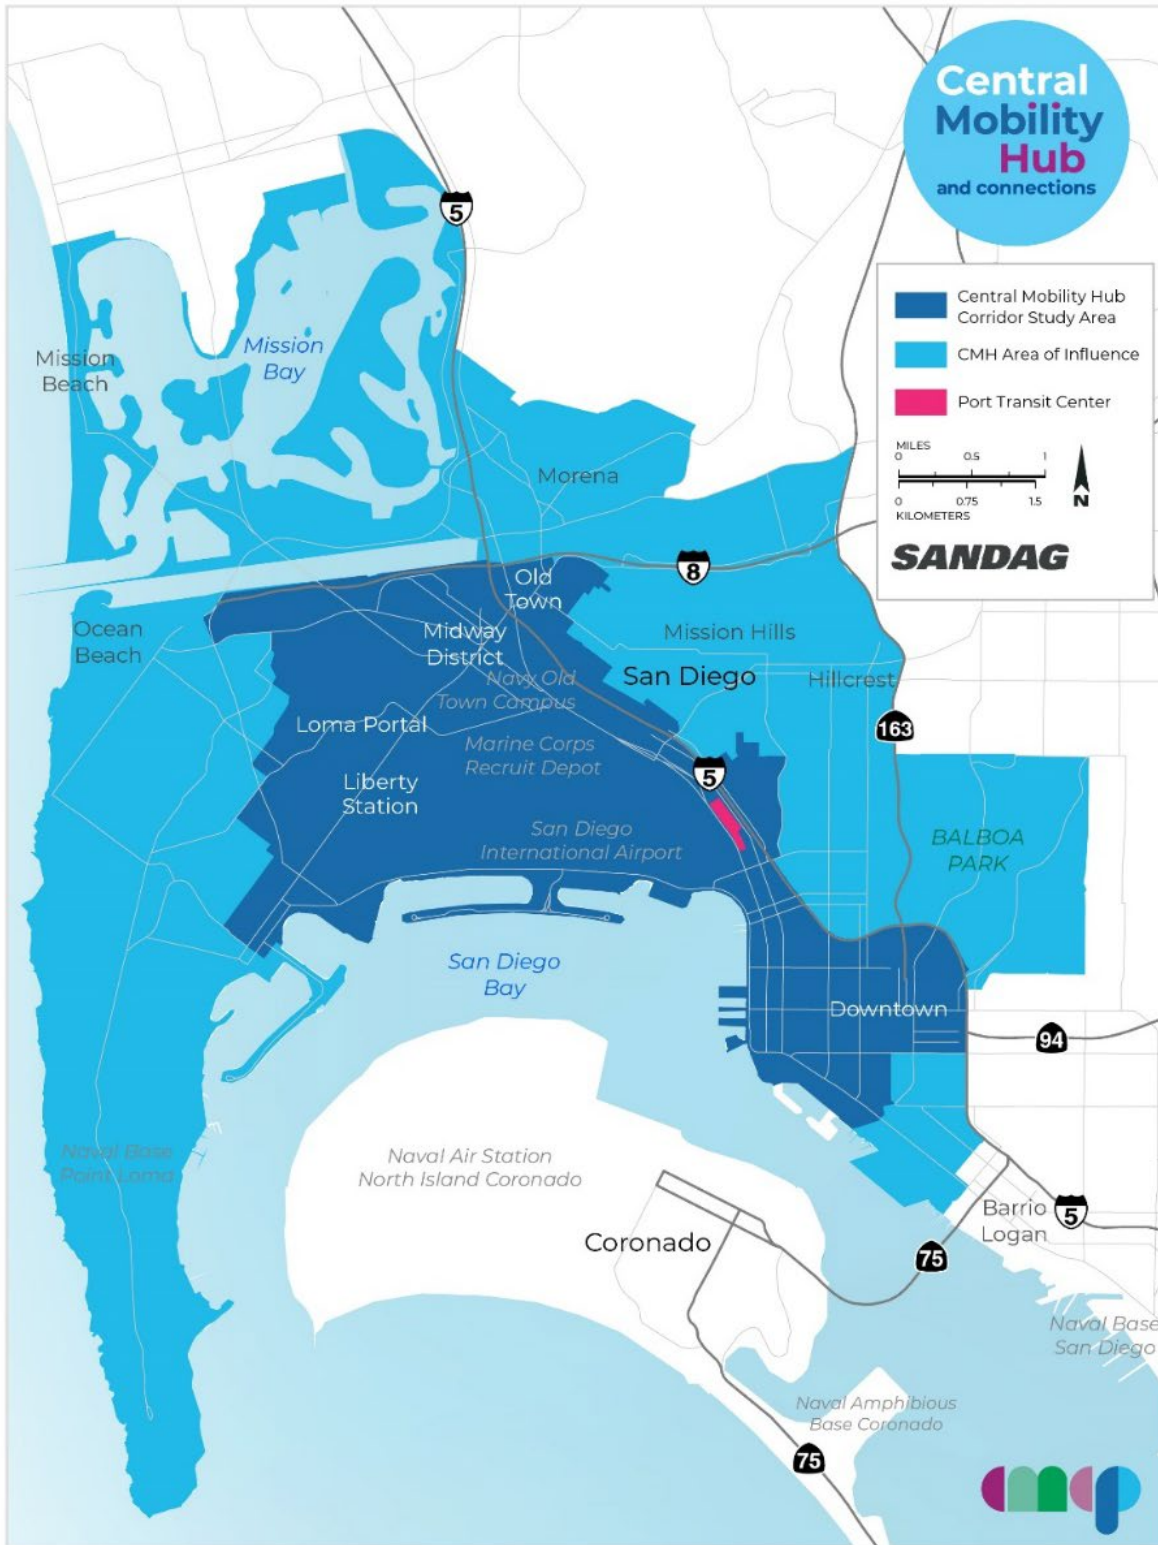 Central
Mobility
Hub
and connections
Central Mobility Hub
Corridor Study Area
CMH Area of Influence
Port Transit Center
MILES
0 0.5 1
0 0.75 1.5
KILOMETERS
N
SANDAG
5
Mission
Beach
Mission
Bay
Morena
8
Old
Town
Ocean
Beach
Midway
District
Mission Hills
San Diego
Hillcrest
Navy Old
Town Campus
163
Loma Portal
Marine Corps
Recruit Depot
5
Liberty
Station
San Diego
International Airport
BALBOA
PARK
San Diego
Bay
Downtown
94
Naval Base
Point Loma
Naval Air Station
North Island Coronado
Coronado
Barrio
Logan
5
75
Naval Base
San Diego
Naval Amphibious
Base Coronado
75
cmcp